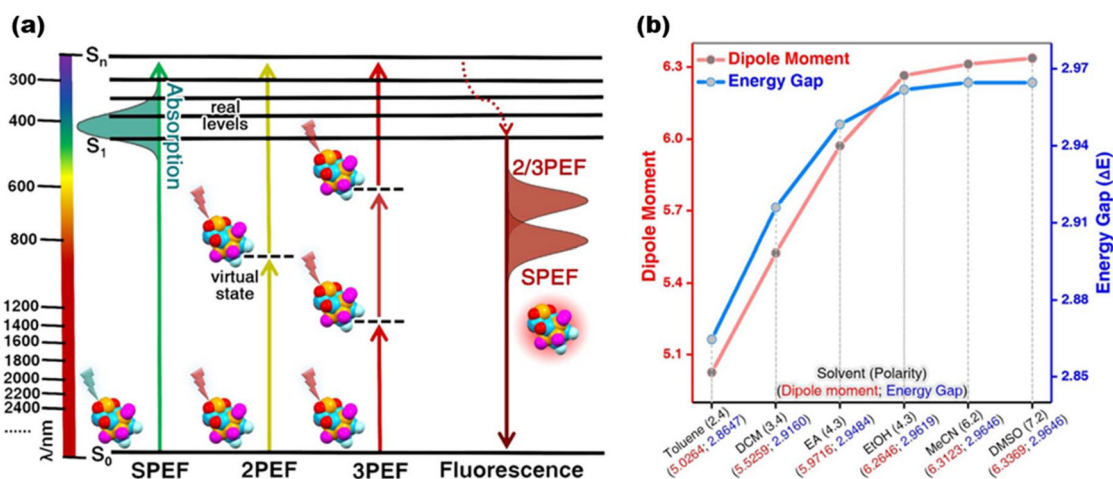 (a)
S_n
300
400
600
800
1200
1400
1600
1800
2000
2200
2400
......
λ/nm
Absorption
real
levels
S_1
virtual
state
2/3PEF
SPEF
S_0
SPEF 2PEF 3PEF Fluorescence
(b)
Dipole Moment
Energy Gap
Dipole Moment
6.3
6.0
5.7
5.4
5.1
2.97
2.94
2.91
2.88
2.85
Energy Gap (ΔE)
Solvent (Polarity)
(Dipole moment; Energy Gap)
Toluene (2.4)
(5.0264; 2.8647)
DCM (3.4)
(5.5259; 2.9160)
EA (4.3)
(5.9716; 2.9484)
EtOH (4.3)
(6.2646; 2.9619)
MeCN (6.2)
(6.3123; 2.9646)
DMSO (7.2)
(6.3369; 2.9646)